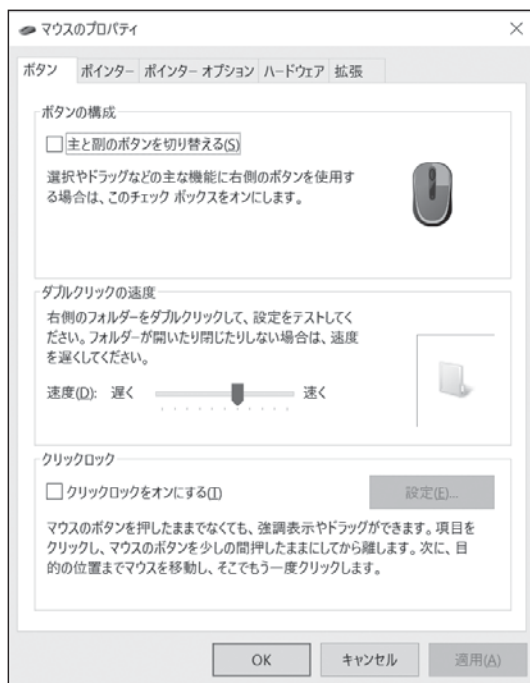 マウスのプロパティ
ボタン ポインター ポインター オプション ハードウェア 拡張
ボタンの構成
主と副のボタンを切り替える(S)
選択やドラッグなどの主な機能に右側のボタンを使用す
る場合は、このチェック ボックスをオンにします。
ダブルクリックの速度
右側のフォルダーをダブルクリックして、設定をテストしてく
ださい。フォルダーが開いたり閉じたりしない場合は、速度
を遅くしてください。
速度(D): 遅く 速く
クリックロック
クリックロックをオンにする(T)
設定(E)...
マウスのボタンを押したままでなくても、強調表示やドラッグができます。項目を
クリックし、マウスのボタンを少しの間押したままにしてから離します。次に、目
的の位置までマウスを移動し、そこでもう一度クリックします。
OK キャンセル 適用(A)